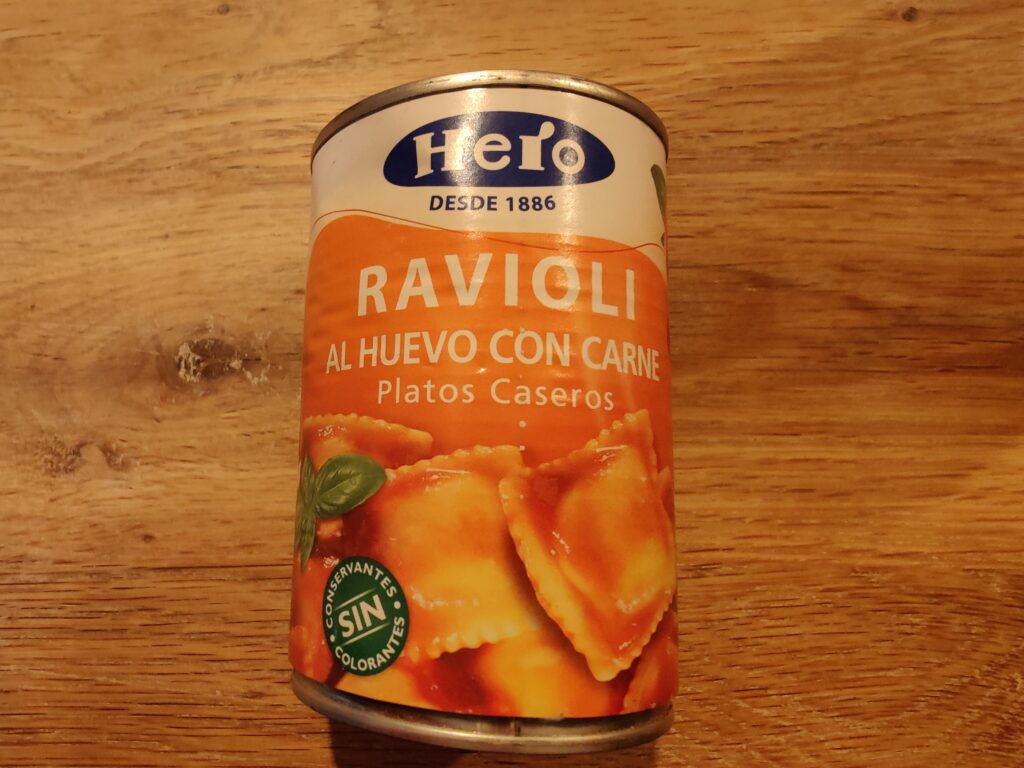 Hero
DESDE 1886
RAVIOLI
AL HUEVO CON CARNE
Platos Caseros
CONSERVANTES
SIN
COLORANTES